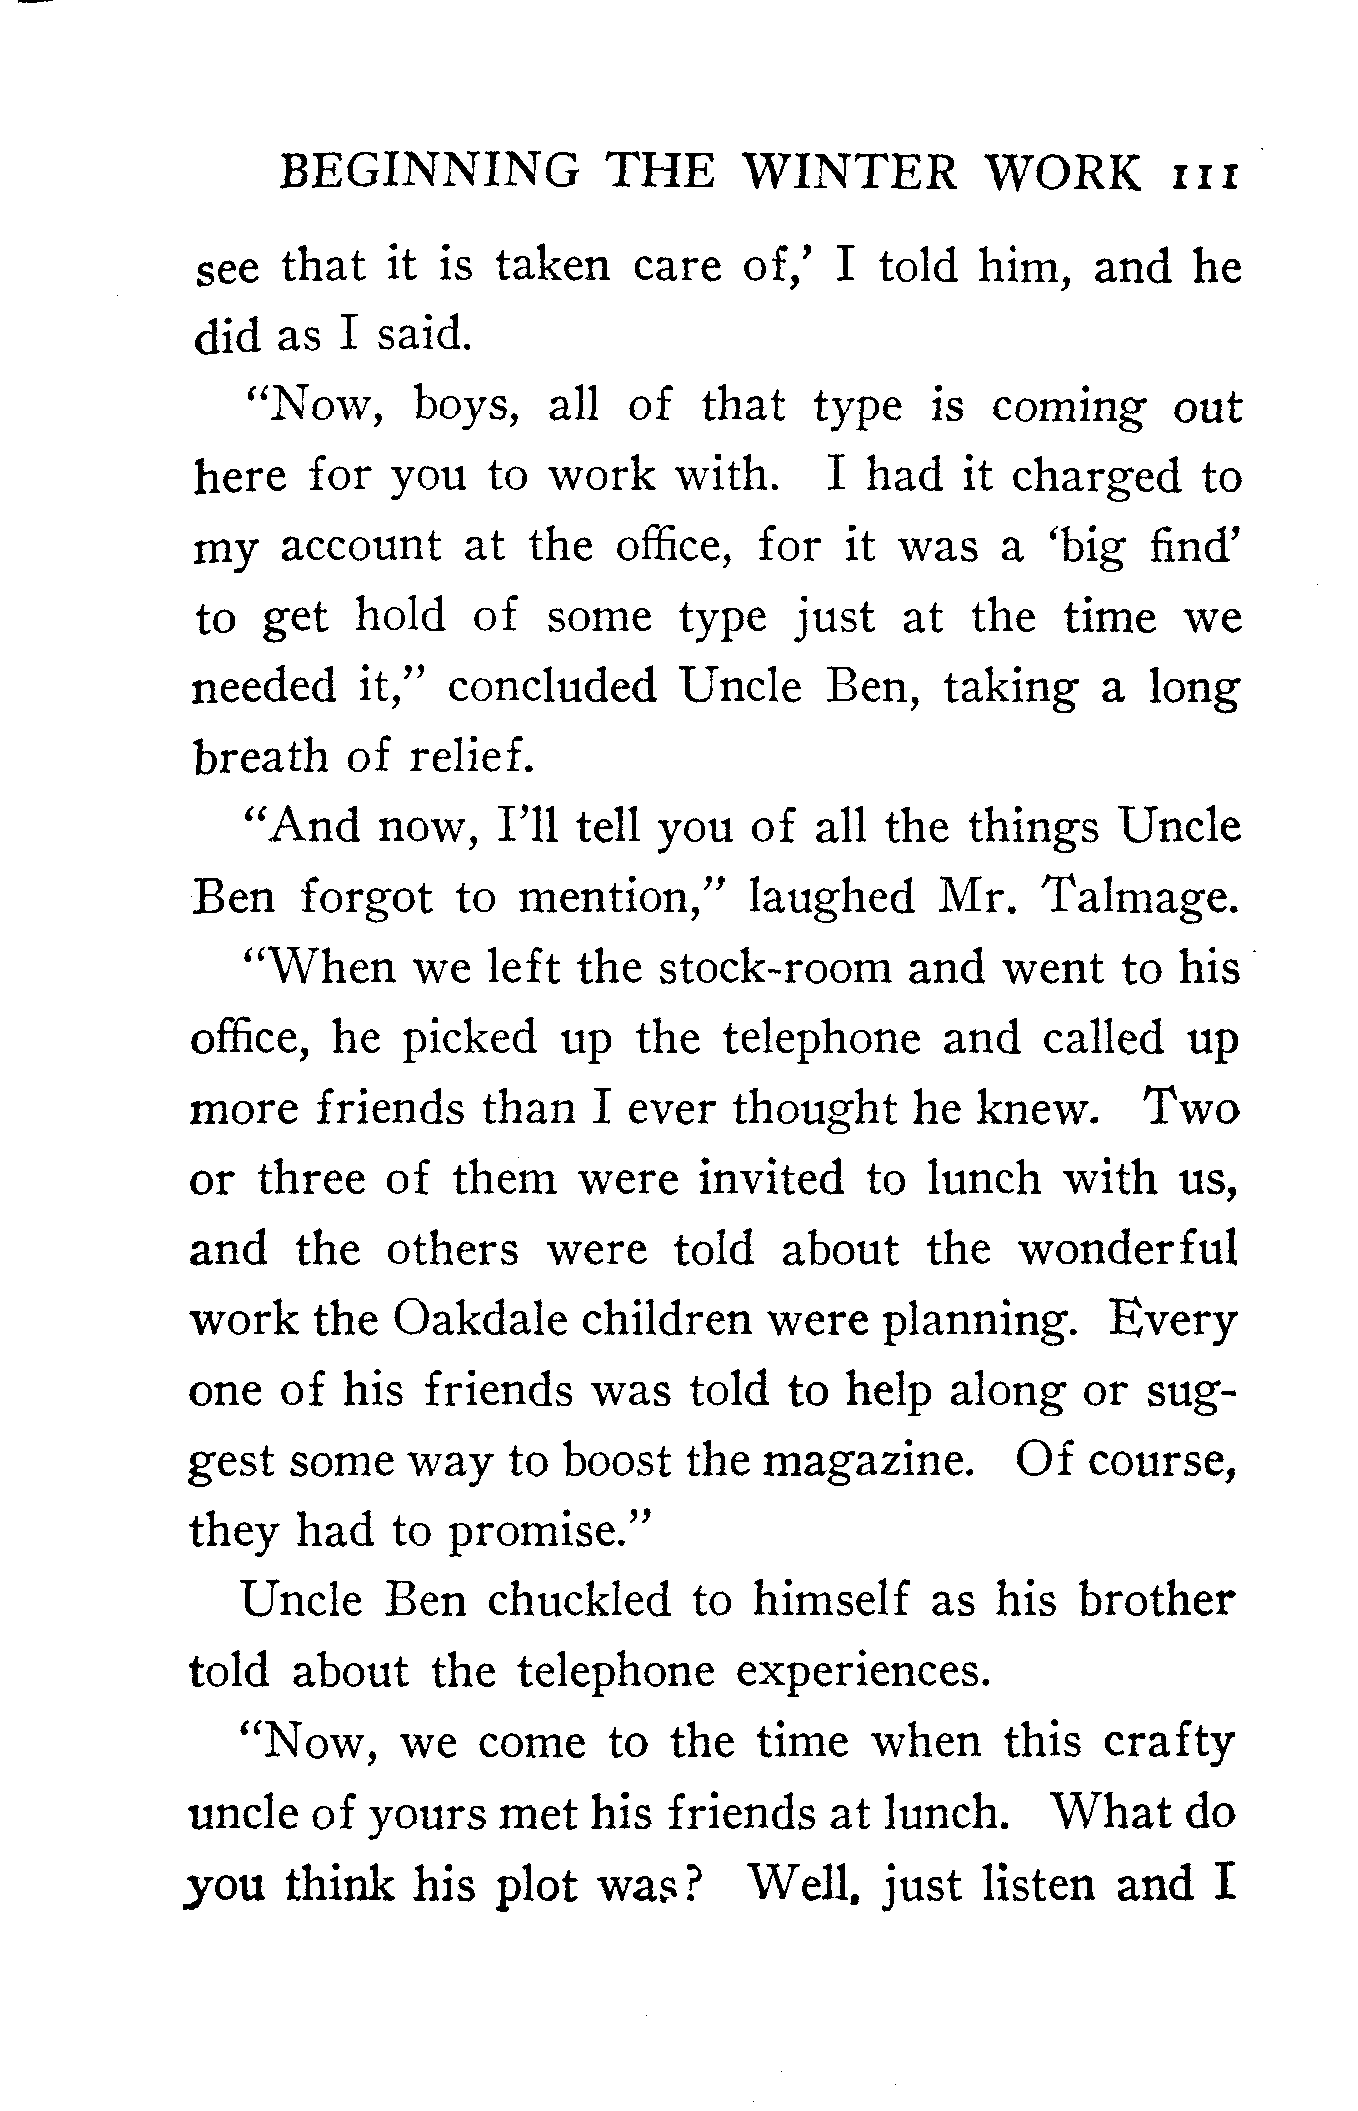 BEGINNING THE WINTER WORK 111
see that it is taken care of,’ I told him, and he
did as I said.
“Now, boys, all of that type is coming out
here for you to work with. I had it charged to
my account at the office, for it was a ‘big find’
to get hold of some type just at the time we
needed it,” concluded Uncle Ben, taking a long
breath of relief.
“And now, I’ll tell you of all the things Uncle
Ben forgot to mention,” laughed Mr. Talmage.
“When we left the stock-room and went to his
office, he picked up the telephone and called up
more friends than I ever thought he knew. Two
or three of them were invited to lunch with us,
and the others were told about the wonderful
work the Oakdale children were planning. Every
one of his friends was told to help along or sug-
gest some way to boost the magazine. Of course,
they had to promise.”
Uncle Ben chuckled to himself as his brother
told about the telephone experiences.
“Now, we come to the time when this crafty
uncle of yours met his friends at lunch. What do
you think his plot was? Well, just listen and I